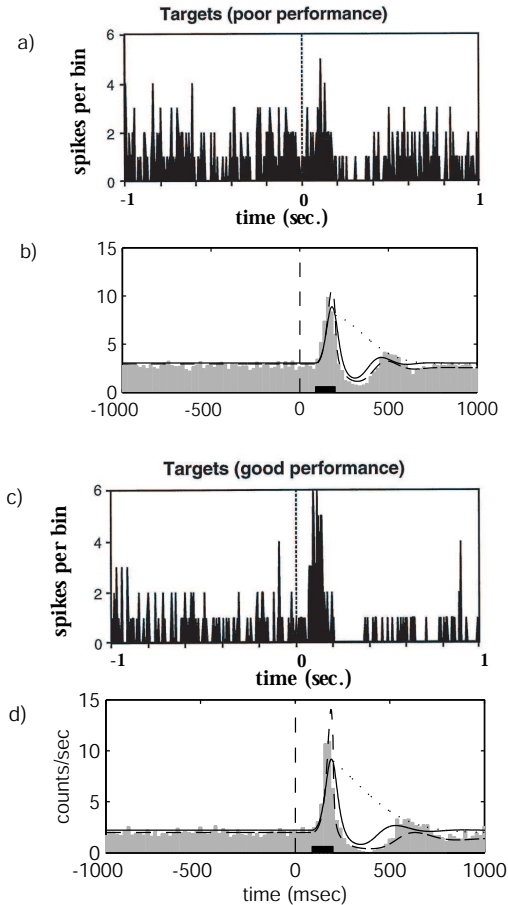 Targets (poor performance)
a)
6
4
2
0
spikes per bin
-1 0 1
time (sec.)
b)
15
10
5
0
-1000 -500 0 500 1000
Targets (good performance)
c)
6
4
2
0
spikes per bin
-1 0 1
time (sec.)
d)
15
10
5
0
counts/sec
-1000 -500 0 500 1000
time (msec)